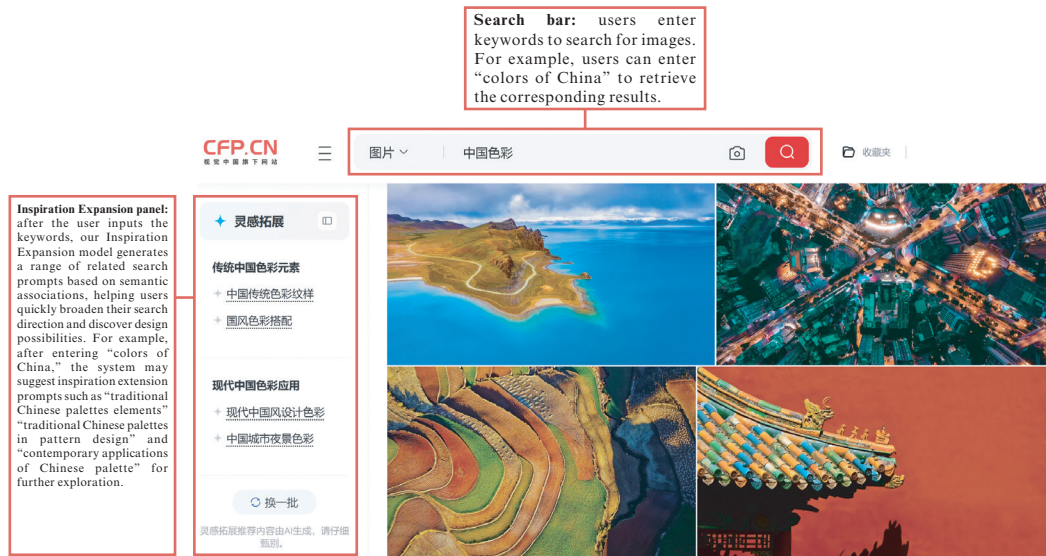 Search bar: users enter
keywords to search for images.
For example, users can enter
“colors of China” to retrieve
the corresponding results.
CFP.CN
视觉中国旗下网站
图片
中国色彩
收藏夹
Inspiration Expansion panel:
after the user inputs the
keywords, our Inspiration
Expansion model generates
a range of related search
prompts based on semantic
associations, helping users
quickly broaden their search
direction and discover design
possibilities. For example,
after entering “colors of
China,” the system may
suggest inspiration extension
prompts such as “traditional
Chinese palettes elements”
“traditional Chinese palettes
in pattern design” and
“contemporary applications
of Chinese palette” for
further exploration.
灵感拓展
传统中国色彩元素
中国传统色彩纹样
国风色彩搭配
现代中国色彩应用
现代中国风设计色彩
中国城市夜景色彩
换一批
灵感拓展推荐内容由AI生成，请仔细
甄别。